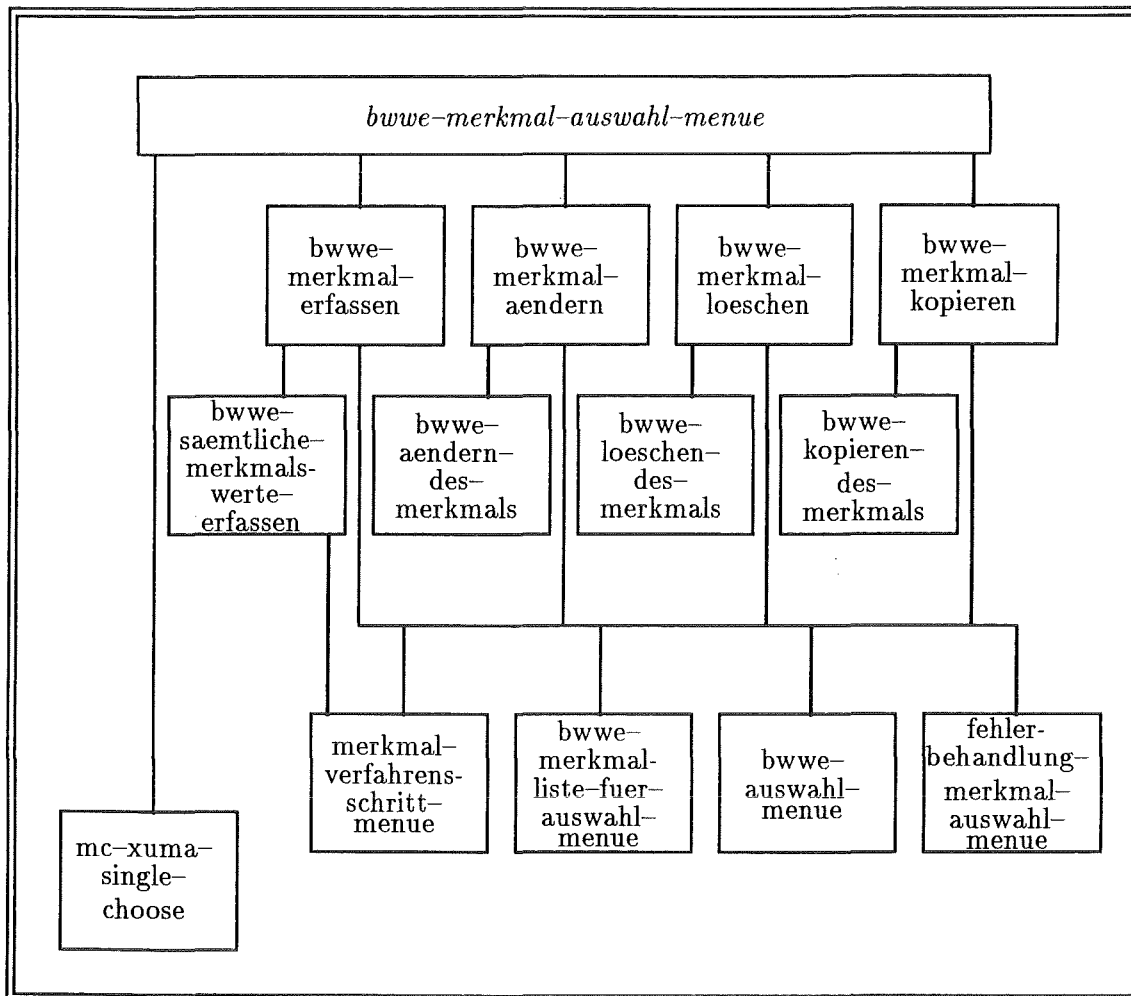 bwwe–merkmal–auswahl–menue
bwwe–
merkmal–
erfassen
bwwe–
merkmal–
aendern
bwwe–
merkmal–
loeschen
bwwe–
merkmal–
kopieren
bwwe–
saemtliche–
merkmals-
werte–
erfassen
bwwe–
aendern–
des–
merkmals
bwwe–
loeschen–
des–
merkmals
bwwe–
kopieren–
des–
merkmals
merkmal–
verfahrens-
schritt–
menue
bwwe–
merkmal-
liste–fuer–
auswahl–
menue
bwwe–
auswahl–
menue
fehler-
behandlung–
merkmal–
auswahl–
menue
mc–xuma–
single–
choose